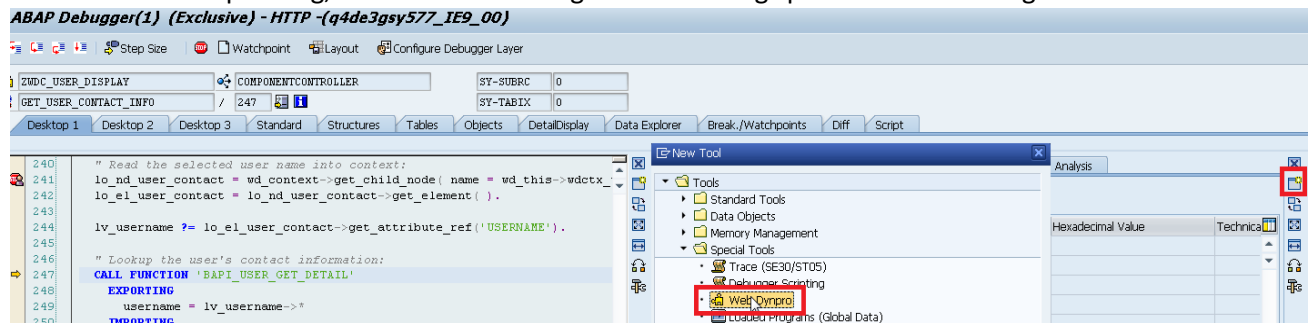 ABAP Debugger(1) (Exclusive) - HTTP -(q4de3gsy577_IE9_00)
Step Size Watchpoint Layout Configure Debugger Layer
ZWDC_USER_DISPLAY COMPONENTCONTROLLER SY-SUBRC 0
GET_USER_CONTACT_INFO / 247 SY-TABIX 0
Desktop 1 Desktop 2 Desktop 3 Standard Structures Tables Objects DetailDisplay Data Explorer Break./Watchpoints Diff Script
New Tool
Analysis
240 " Read the selected user name into context:
241 lo_nd_user_contact = wd_context->get_child_node( name = wd_this->wdctx_
242 lo_el_user_contact = lo_nd_user_contact->get_element( ).
243
244 lv_username ?= lo_el_user_contact->get_attribute_ref('USERNAME').
245
246 " Lookup the user's contact information:
247 CALL FUNCTION 'BAPI_USER_GET_DETAIL'
248 EXPORTING
249 username = lv_username->*
250 IMPORTING
Tools
Standard Tools
Data Objects
Memory Management
Special Tools
Trace (SE30/ST05)
Debugger Scripting
Web Dynpro
Loaded Programs (Global Data)
Hexadecimal Value Technica